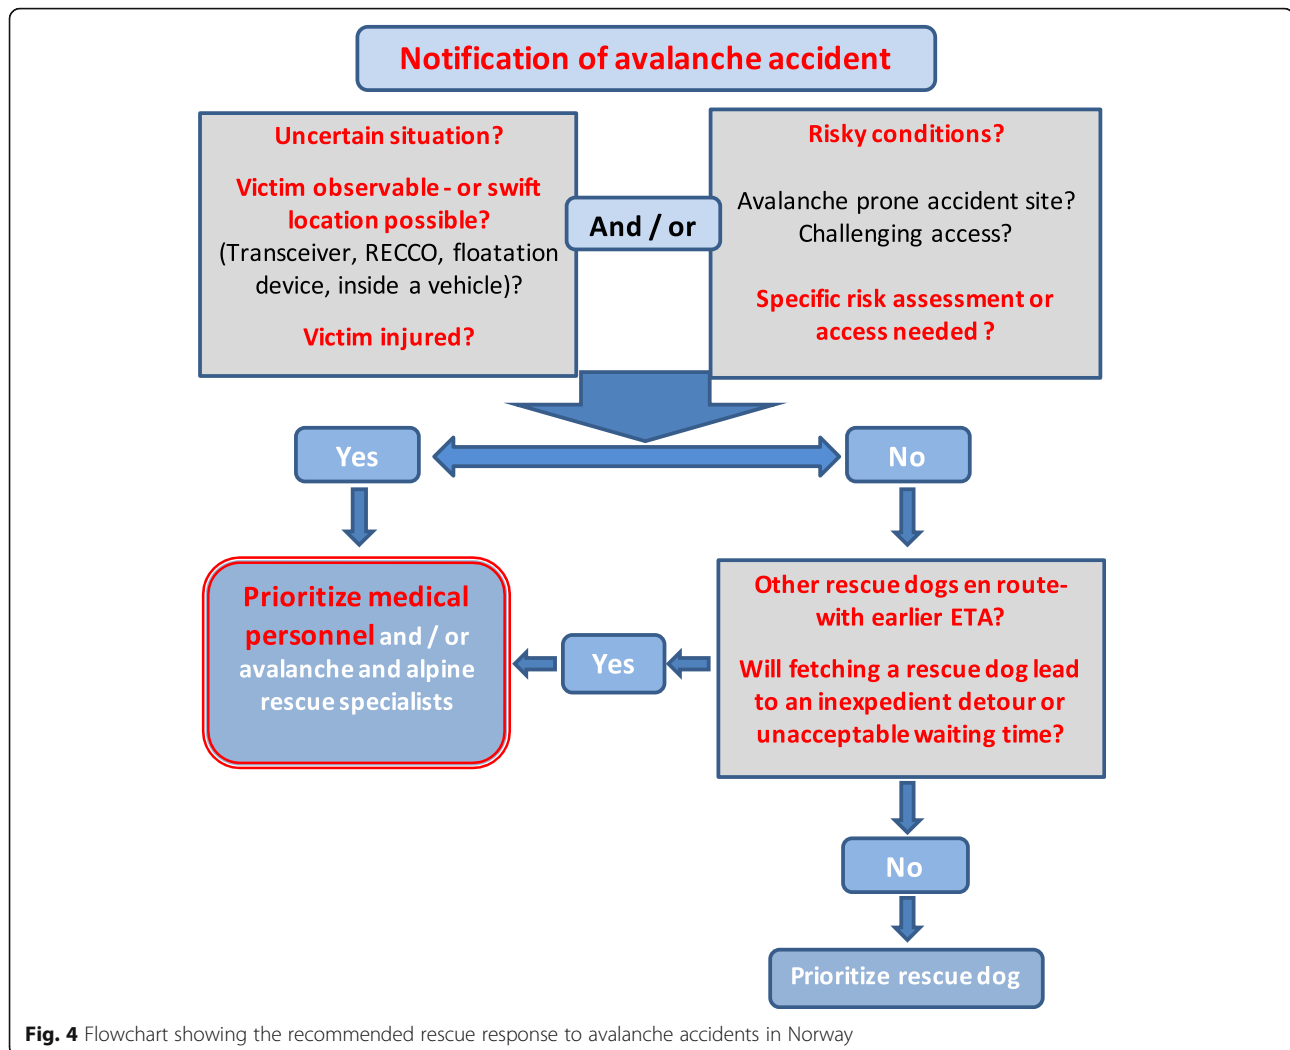 Notification of avalanche accident
Uncertain situation?
Victim observable - or swift
location possible?
(Transceiver, RECCO, floatation
device, inside a vehicle)?
Victim injured?
And / or
Risky conditions?
Avalanche prone accident site?
Challenging access?
Specific risk assessment or
access needed ?
Yes
No
Prioritize medical
personnel and / or
avalanche and alpine
rescue specialists
Yes
Other rescue dogs en route-
with earlier ETA?
Will fetching a rescue dog lead
to an inexpedient detour or
unacceptable waiting time?
No
Prioritize rescue dog
Fig. 4 Flowchart showing the recommended rescue response to avalanche accidents in Norway